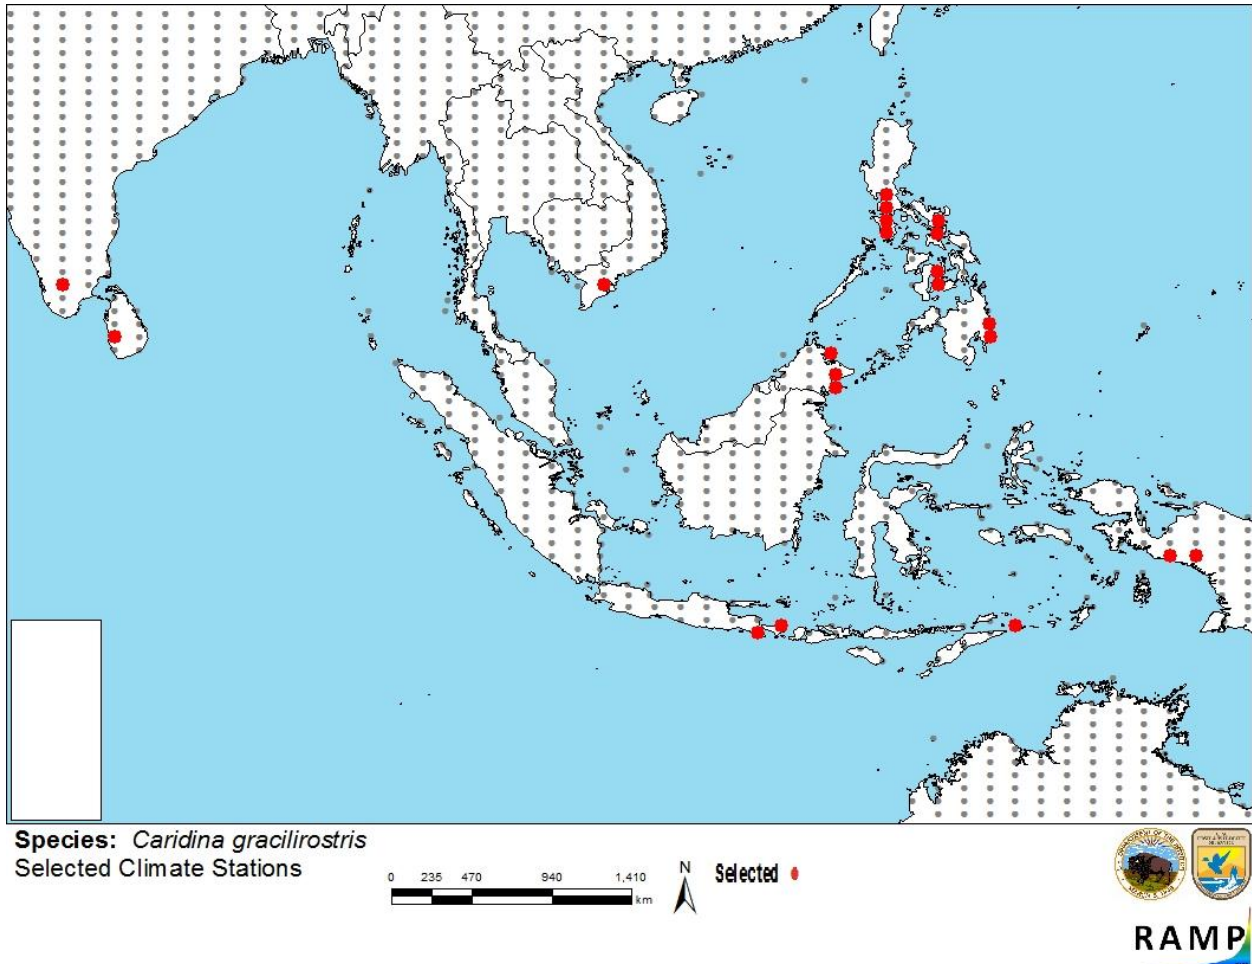 Species: Caridina gracilirostris
Selected Climate Stations
0 235 470 940 1,410
km
N
Selected
RAMP